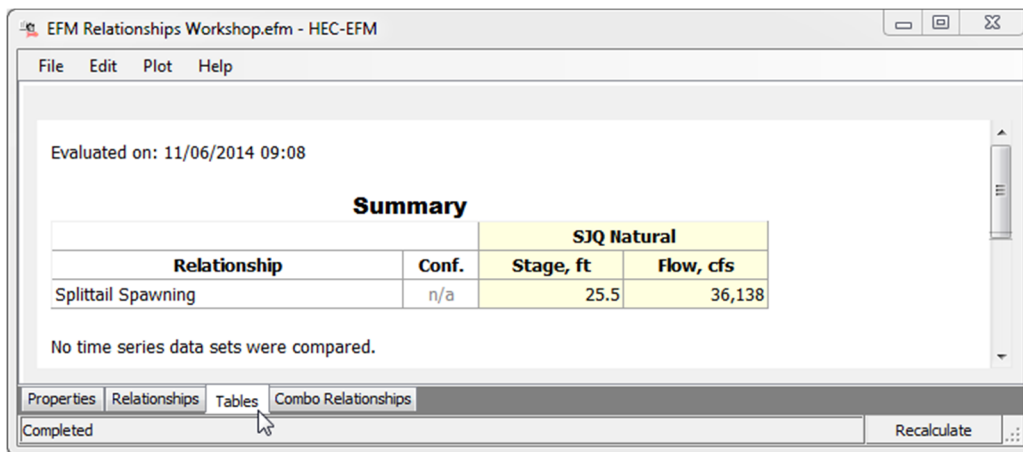 EFM Relationships Workshop.efm - HEC-EFM
File Edit Plot Help
Evaluated on: 11/06/2014 09:08
Summary
SJQ Natural
Relationship Conf. Stage, ft Flow, cfs
Splittail Spawning n/a 25.5 36,138
No time series data sets were compared.
Properties Relationships Tables Combo Relationships
Completed Recalculate